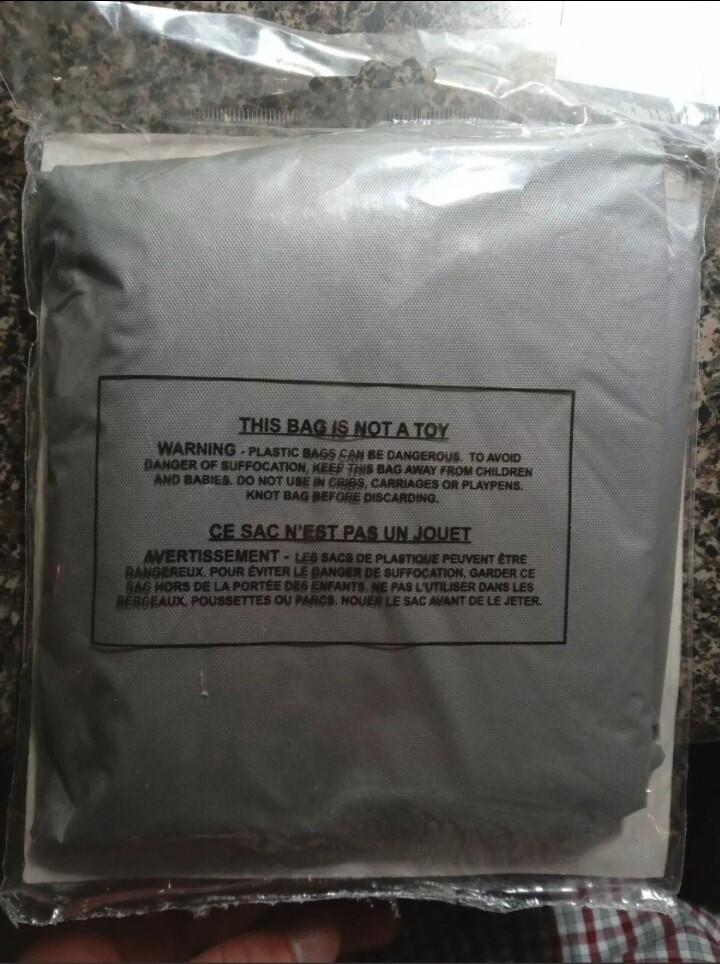 THIS BAG IS NOT A TOY
WARNING - PLASTIC BAGS CAN BE DANGEROUS. TO AVOID
DANGER OF SUFFOCATION, KEEP THIS BAG AWAY FROM CHILDREN
AND BABIES. DO NOT USE IN CRIBS, CARRIAGES OR PLAYPENS.
KNOT BAG BEFORE DISCARDING.
CE SAC N'EST PAS UN JOUET
AVERTISSEMENT - LES SACS DE PLASTIQUE PEUVENT ÊTRE
DANGEREUX. POUR ÉVITER LE DANGER DE SUFFOCATION, GARDER CE
SAC HORS DE LA PORTÉE DES ENFANTS. NE PAS L'UTILISER DANS LES
BERCEAUX, POUSSETTES OU PARCS. NOUER LE SAC AVANT DE LE JETER.